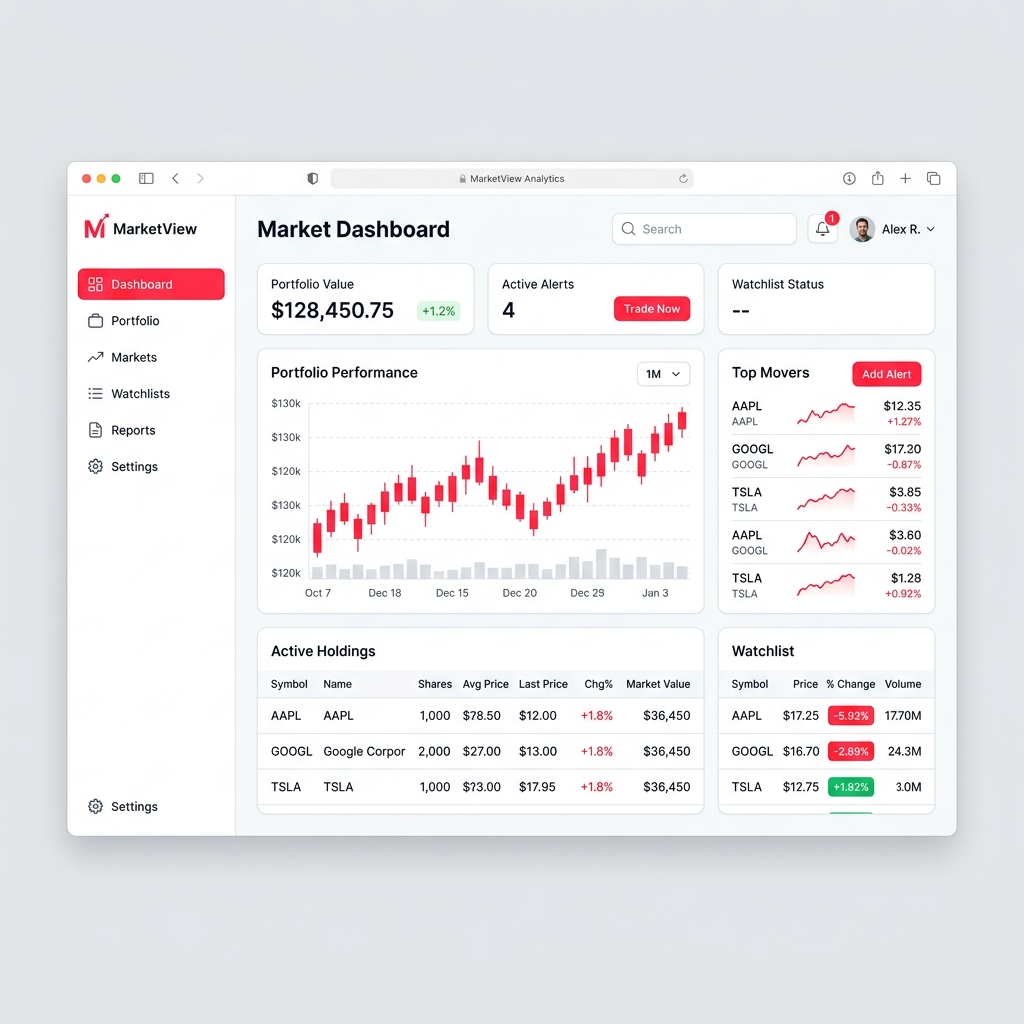 MarketView Analytics
MarketView
Dashboard
Portfolio
Markets
Watchlists
Reports
Settings
Settings
Market Dashboard
Search
1
Alex R.
Portfolio Value
$128,450.75
+1.2%
Active Alerts
4
Trade Now
Watchlist Status
--
Portfolio Performance
1M
$130k
$130k
$120k
$130k
$120k
$120k
Oct 7 Dec 18 Dec 15 Dec 20 Dec 29 Jan 3
Top Movers
Add Alert
AAPL $12.35
AAPL +1.27%
GOOGL $17.20
GOOGL -0.87%
TSLA $3.85
TSLA -0.33%
AAPL $3.60
GOOGL -0.02%
TSLA $1.28
TSLA +0.92%
Active Holdings
Symbol Name Shares Avg Price Last Price Chg% Market Value
AAPL AAPL 1,000 $78.50 $12.00 +1.8% $36,450
GOOGL Google Corpor 2,000 $27.00 $13.00 +1.8% $36,450
TSLA TSLA 1,000 $73.00 $17.95 +1.8% $36,450
Watchlist
Symbol Price % Change Volume
AAPL $17.25 -5.92% 17.70M
GOOGL $16.70 -2.89% 24.3M
TSLA $12.75 +1.82% 3.0M